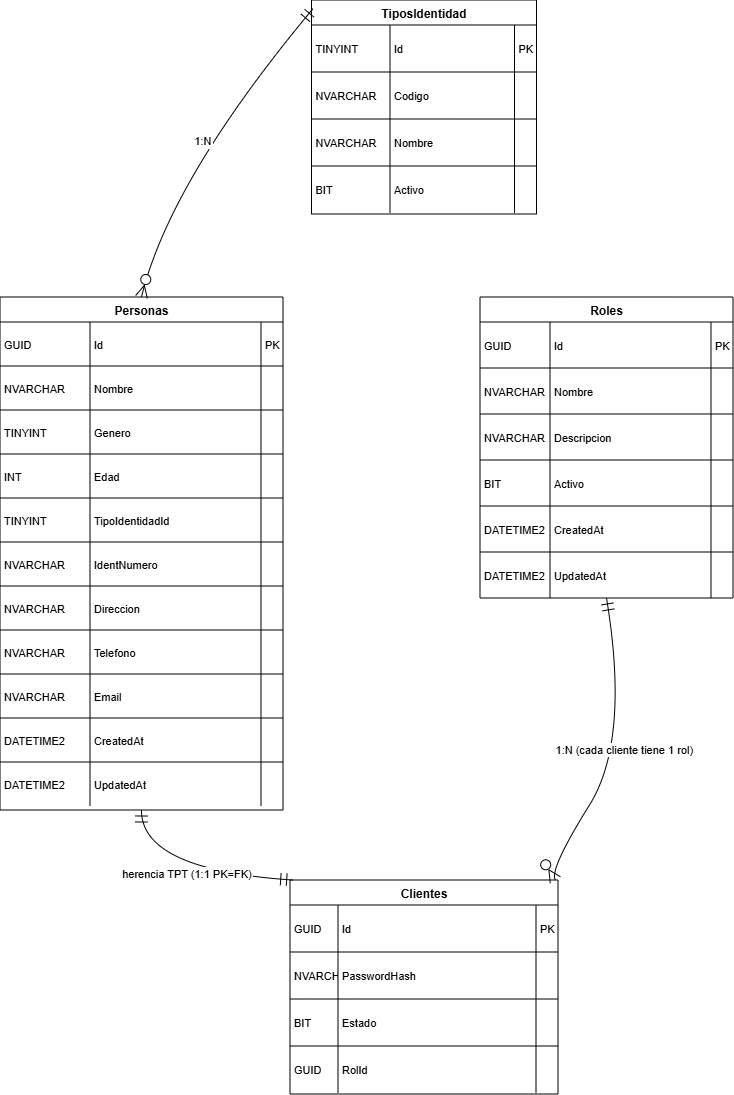 TiposIdentidad
TINYINT Id PK
NVARCHAR Codigo
NVARCHAR Nombre
BIT Activo
1:N
Personas
GUID Id PK
NVARCHAR Nombre
TINYINT Genero
INT Edad
TINYINT TipoIdentidadId
NVARCHAR IdentNumero
NVARCHAR Direccion
NVARCHAR Telefono
NVARCHAR Email
DATETIME2 CreatedAt
DATETIME2 UpdatedAt
Roles
GUID Id PK
NVARCHAR Nombre
NVARCHAR Descripcion
BIT Activo
DATETIME2 CreatedAt
DATETIME2 UpdatedAt
1:N (cada cliente tiene 1 rol)
herencia TPT (1:1 PK=FK)
Clientes
GUID Id PK
NVARCH PasswordHash
BIT Estado
GUID RolId